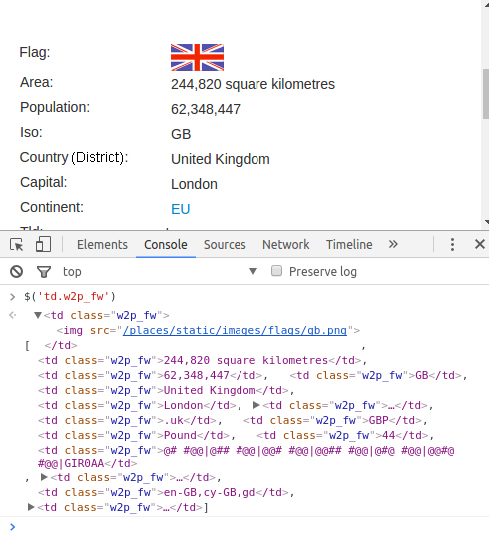 Flag:
Area: 244,820 square kilometres
Population: 62,348,447
Iso: GB
Country (District): United Kingdom
Capital: London
Continent: EU
Elements Console Sources Network Timeline »
top Preserve log
> $('td.w2p_fw')
<td class="w2p_fw">
<img src="/places/static/images/flags/gb.png">
[ </td> ,
<td class="w2p_fw">244,820 square kilometres</td>,
<td class="w2p_fw">62,348,447</td>, <td class="w2p_fw">GB</td>,
<td class="w2p_fw">United Kingdom</td>,
<td class="w2p_fw">London</td>, <td class="w2p_fw">…</td>,
<td class="w2p_fw">.uk</td>, <td class="w2p_fw">GBP</td>,
<td class="w2p_fw">Pound</td>, <td class="w2p_fw">44</td>,
<td class="w2p_fw">@# #@@|@## #@@|@@# #@@|@@## #@@|@#@ #@@|@@#@
#@@|GIR0AA</td>
, <td class="w2p_fw">…</td>,
<td class="w2p_fw">en-GB,cy-GB,gd</td>,
<td class="w2p_fw">…</td>]
>